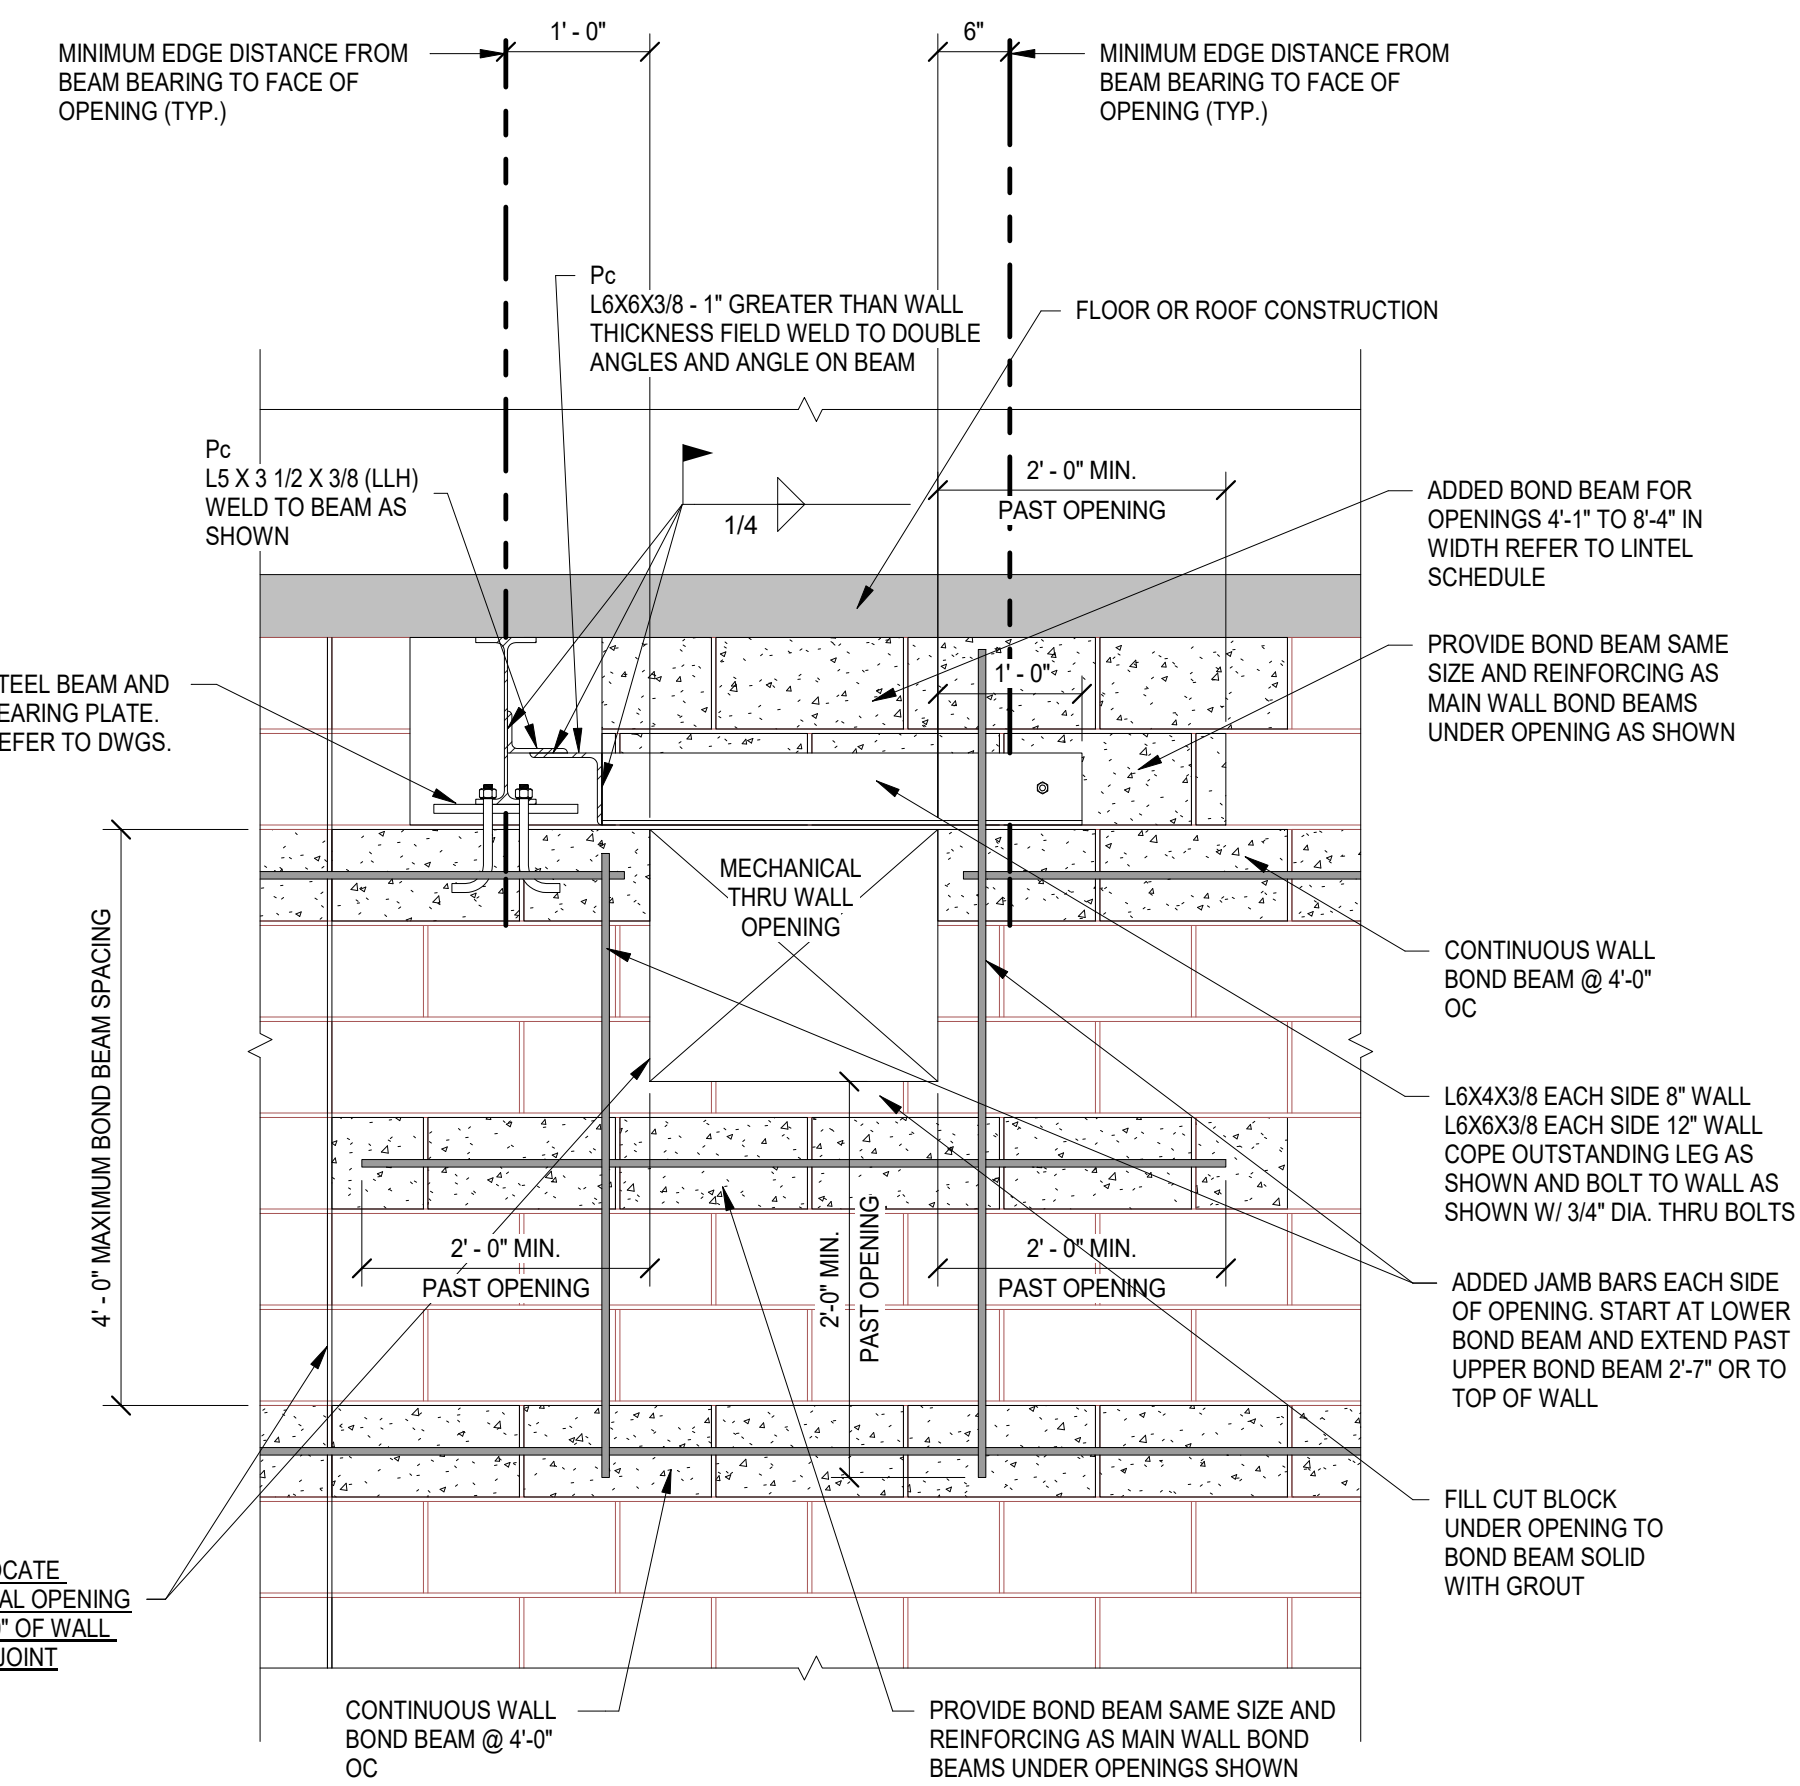 1' - 0"
6"
MINIMUM EDGE DISTANCE FROM
BEAM BEARING TO FACE OF
OPENING (TYP.)
MINIMUM EDGE DISTANCE FROM
BEAM BEARING TO FACE OF
OPENING (TYP.)
Pc
L6X6X3/8 - 1" GREATER THAN WALL
THICKNESS FIELD WELD TO DOUBLE
ANGLES AND ANGLE ON BEAM
FLOOR OR ROOF CONSTRUCTION
Pc
L5 X 3 1/2 X 3/8 (LLH)
WELD TO BEAM AS
SHOWN
1/4
2' - 0" MIN.
PAST OPENING
ADDED BOND BEAM FOR
OPENINGS 4'-1" TO 8'-4" IN
WIDTH REFER TO LINTEL
SCHEDULE
TEEL BEAM AND
EARING PLATE.
EFER TO DWGS.
1' - 0"
PROVIDE BOND BEAM SAME
SIZE AND REINFORCING AS
MAIN WALL BOND BEAMS
UNDER OPENING AS SHOWN
MECHANICAL
THRU WALL
OPENING
4' - 0" MAXIMUM BOND BEAM SPACING
CONTINUOUS WALL
BOND BEAM @ 4'-0"
OC
L6X4X3/8 EACH SIDE 8" WALL
L6X6X3/8 EACH SIDE 12" WALL
COPE OUTSTANDING LEG AS
SHOWN AND BOLT TO WALL AS
SHOWN W/ 3/4" DIA. THRU BOLTS
2' - 0" MIN.
PAST OPENING
2'-0" MIN.
PAST OPENING
2' - 0" MIN.
PAST OPENING
ADDED JAMB BARS EACH SIDE
OF OPENING. START AT LOWER
BOND BEAM AND EXTEND PAST
UPPER BOND BEAM 2'-7" OR TO
TOP OF WALL
FILL CUT BLOCK
UNDER OPENING TO
BOND BEAM SOLID
WITH GROUT
OCATE
AL OPENING
0" OF WALL
JOINT
CONTINUOUS WALL
BOND BEAM @ 4'-0"
OC
PROVIDE BOND BEAM SAME SIZE AND
REINFORCING AS MAIN WALL BOND
BEAMS UNDER OPENINGS SHOWN